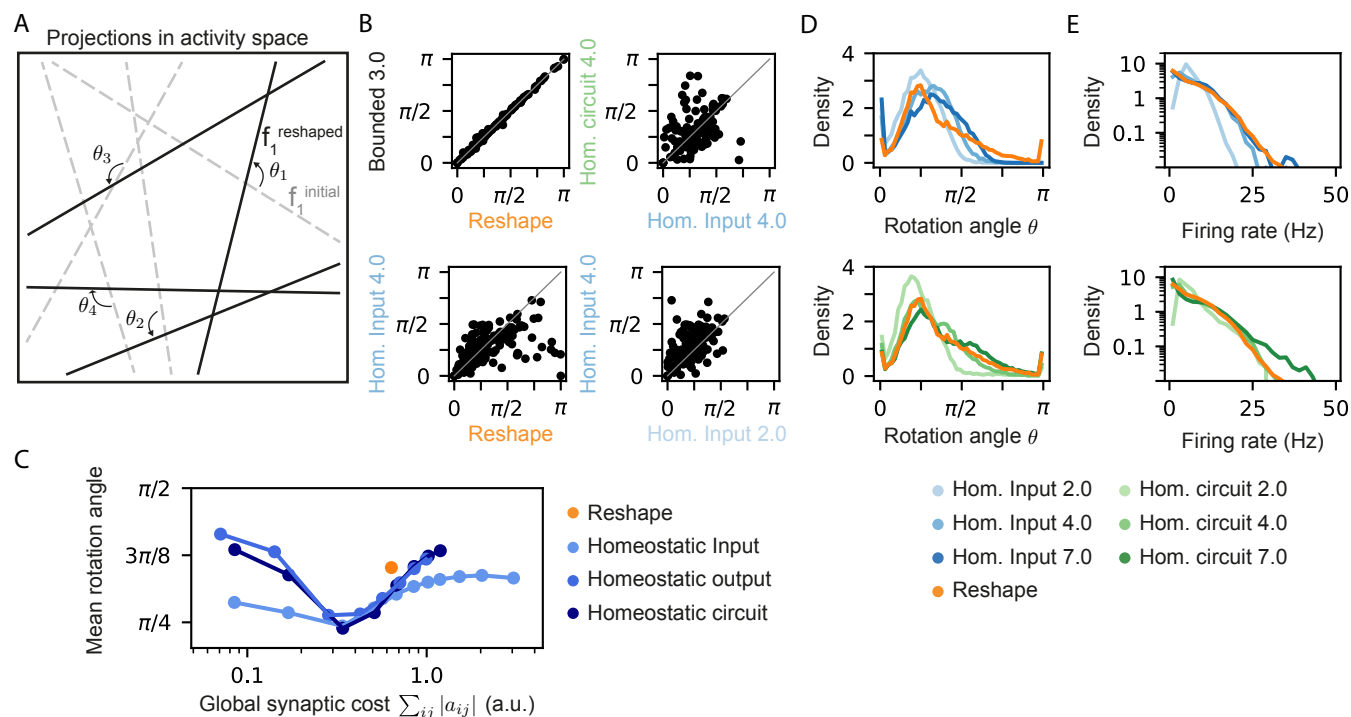 A
Projections in activity space
f₁ reshaped
θ₃
θ₁
f₁ initial
θ₄
θ₂
B
Bounded 3.0
π
π/2
0
0 π/2 π
Reshape
Hom. circuit 4.0
π
π/2
0
0 π/2 π
Hom. Input 4.0
Hom. Input 4.0
π
π/2
0
0 π/2 π
Reshape
Hom. Input 4.0
π
π/2
0
0 π/2 π
Hom. Input 2.0
D
Density
4
2
0
0 π/2 π
Rotation angle θ
Density
4
2
0
0 π/2 π
Rotation angle θ
E
Density
10
1
0.1
0 25 50
Firing rate (Hz)
Density
10
1
0.1
0 25 50
Firing rate (Hz)
C
Mean rotation angle
π/2
3π/8
π/4
0.1 1.0
Global synaptic cost ∑ᵢⱼ |aᵢⱼ| (a.u.)
Reshape
Homeostatic Input
Homeostatic output
Homeostatic circuit
Hom. Input 2.0
Hom. Input 4.0
Hom. Input 7.0
Reshape
Hom. circuit 2.0
Hom. circuit 4.0
Hom. circuit 7.0